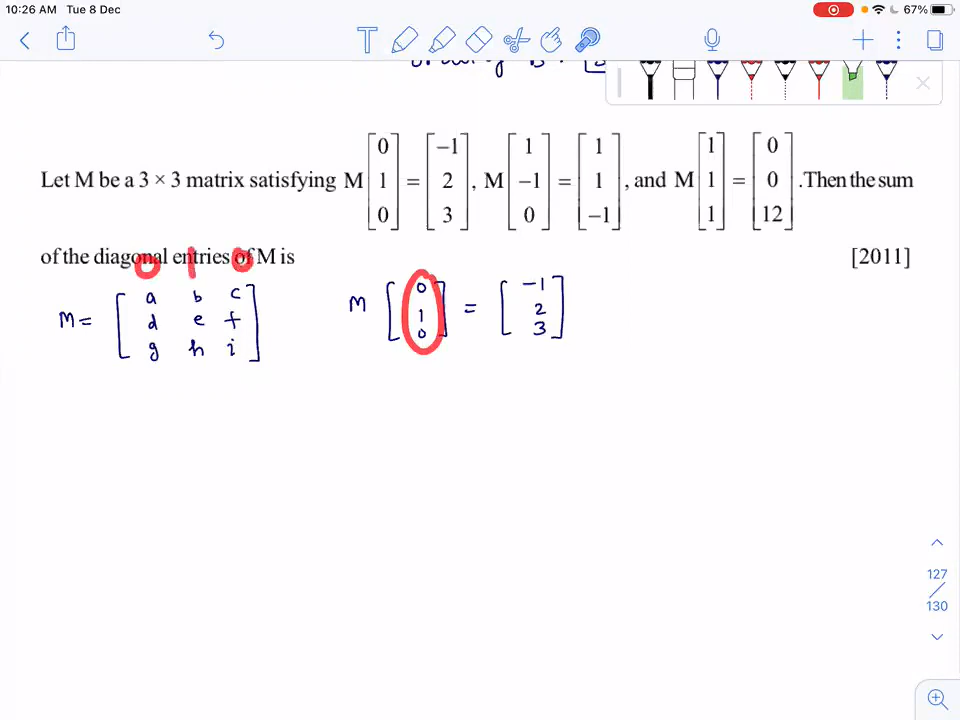 10:26 AM Tue 8 Dec 67%
Let M be a 3 × 3 matrix satisfying M [0 1 0] = [−1 2 3], M [1 −1 0] = [1 1 −1], and M [1 1 1] = [0 0 12]. Then the sum
of the diagonal entries of M is [2011]
0 1 0
M = [a b c
d e f
g h i]
M [0 1 0] = [-1 2 3]
127
/
130